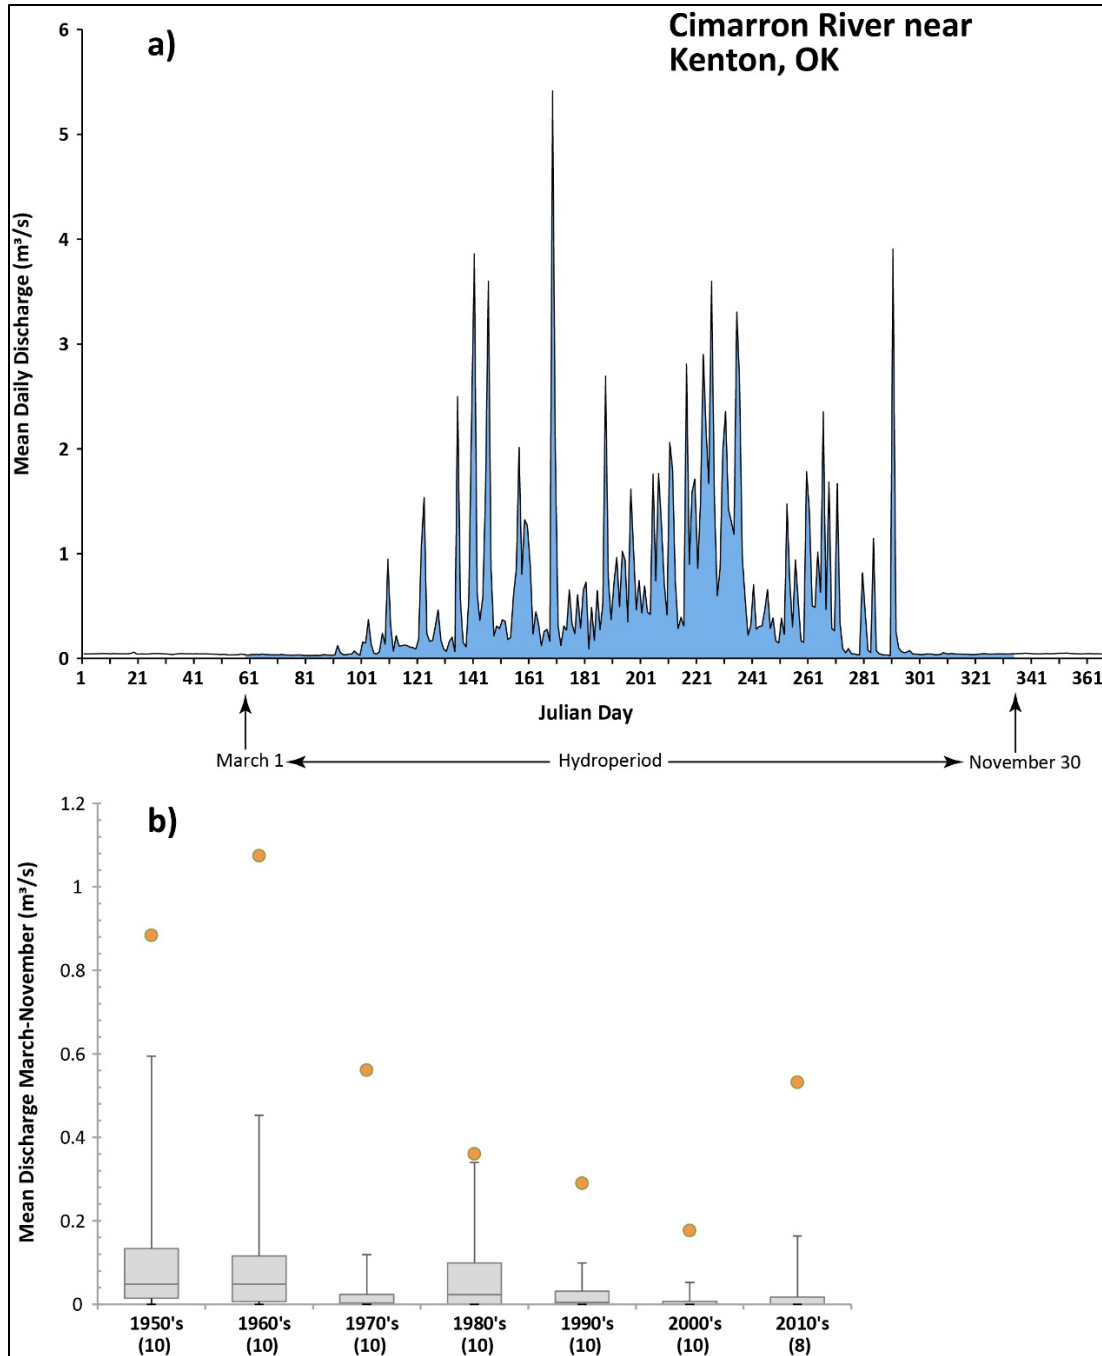 a)
Cimarron River near
Kenton, OK
Mean Daily Discharge (m³/s)
6
5
4
3
2
1
0
1 21 41 61 81 101 121 141 161 181 201 221 241 261 281 301 321 341 361
Julian Day
March 1 Hydroperiod November 30
b)
Mean Discharge March-November (m³/s)
1.2
1
0.8
0.6
0.4
0.2
0
1950's 1960's 1970's 1980's 1990's 2000's 2010's
(10) (10) (10) (10) (10) (10) (8)